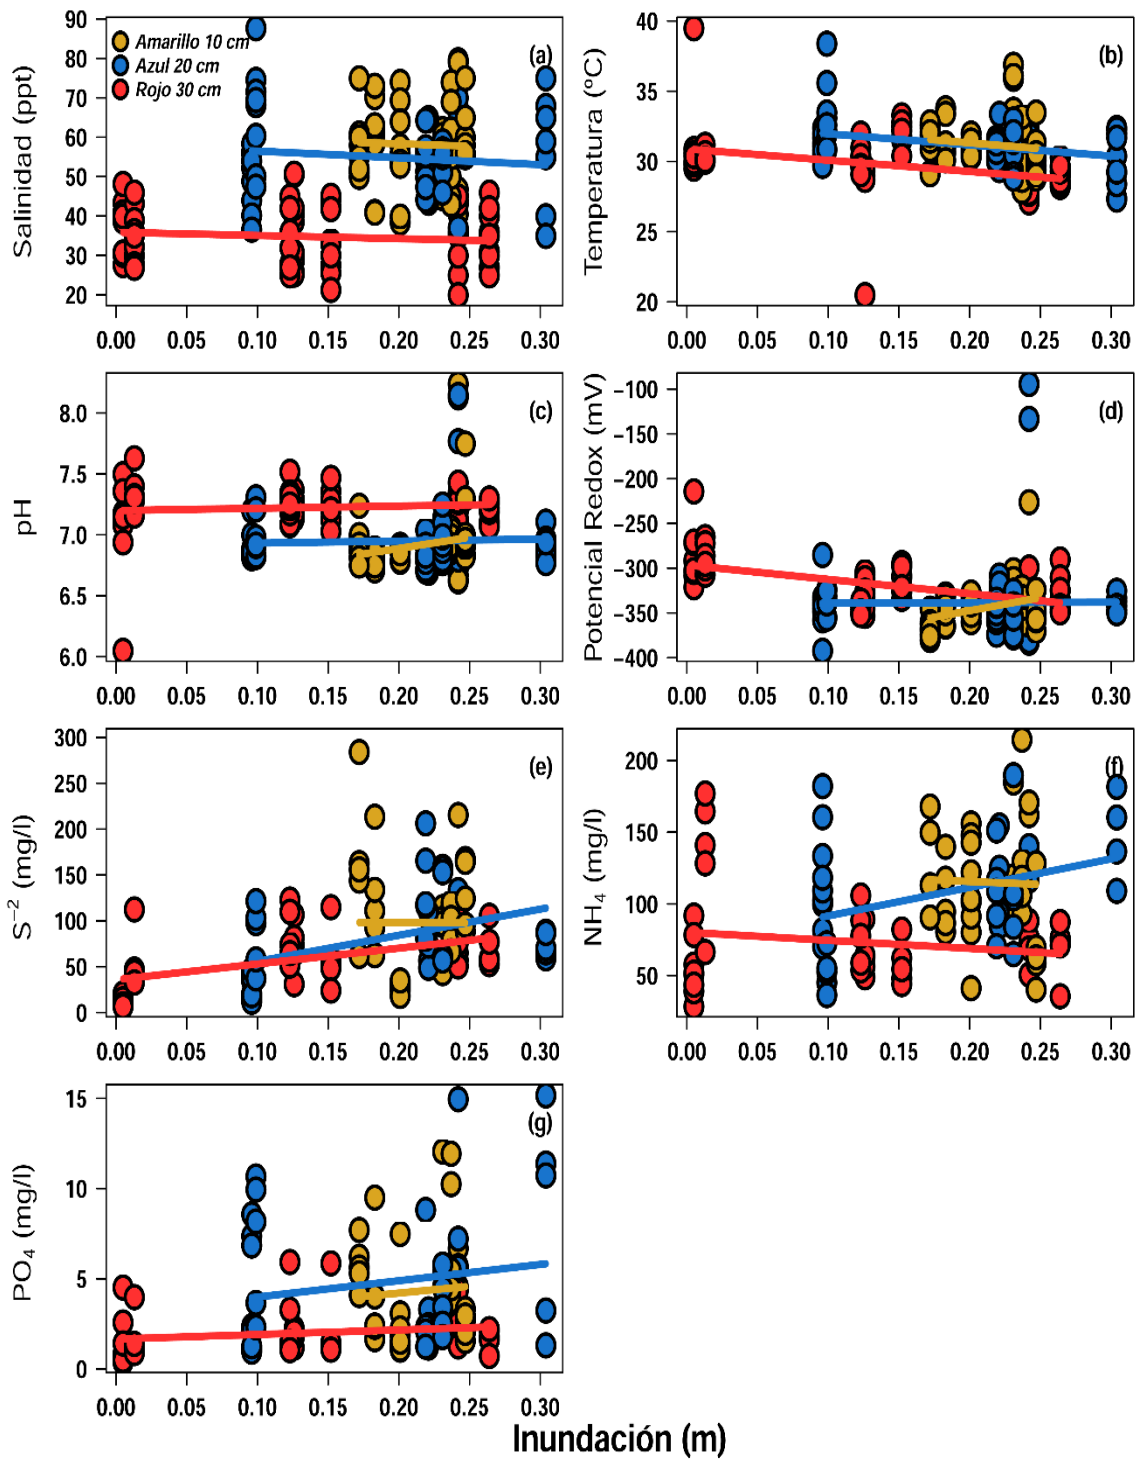 Salinidad (ppt)
90
80
70
60
50
40
30
20
Amarillo 10 cm
Azul 20 cm
Rojo 30 cm
(a)
0.00 0.05 0.10 0.15 0.20 0.25 0.30
Temperatura (°C)
40
35
30
25
20
(b)
0.00 0.05 0.10 0.15 0.20 0.25 0.30
pH
8.0
7.5
7.0
6.5
6.0
(c)
0.00 0.05 0.10 0.15 0.20 0.25 0.30
Potencial Redox (mV)
−100
−150
−200
−250
−300
−350
−400
(d)
0.00 0.05 0.10 0.15 0.20 0.25 0.30
S⁻² (mg/l)
300
250
200
150
100
50
0
(e)
0.00 0.05 0.10 0.15 0.20 0.25 0.30
NH₄ (mg/l)
200
150
100
50
(f)
0.00 0.05 0.10 0.15 0.20 0.25 0.30
PO₄ (mg/l)
15
10
5
0
(g)
0.00 0.05 0.10 0.15 0.20 0.25 0.30
Inundación (m)